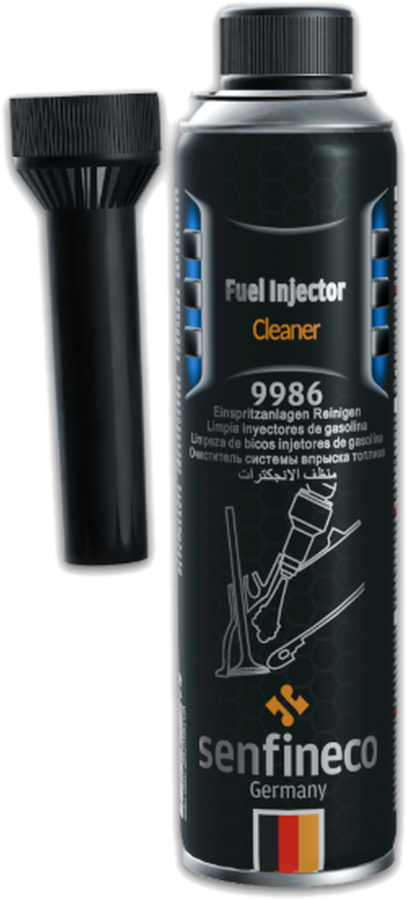 Fuel Injector
Cleaner
9986
Einspritzanlagen Reinigen
Limpia inyectores de gasolina
Limpeza de bicos injetores de gasolina
Очиститель системы впрыска топлива
منظف الانجكترات
senfineco
Germany